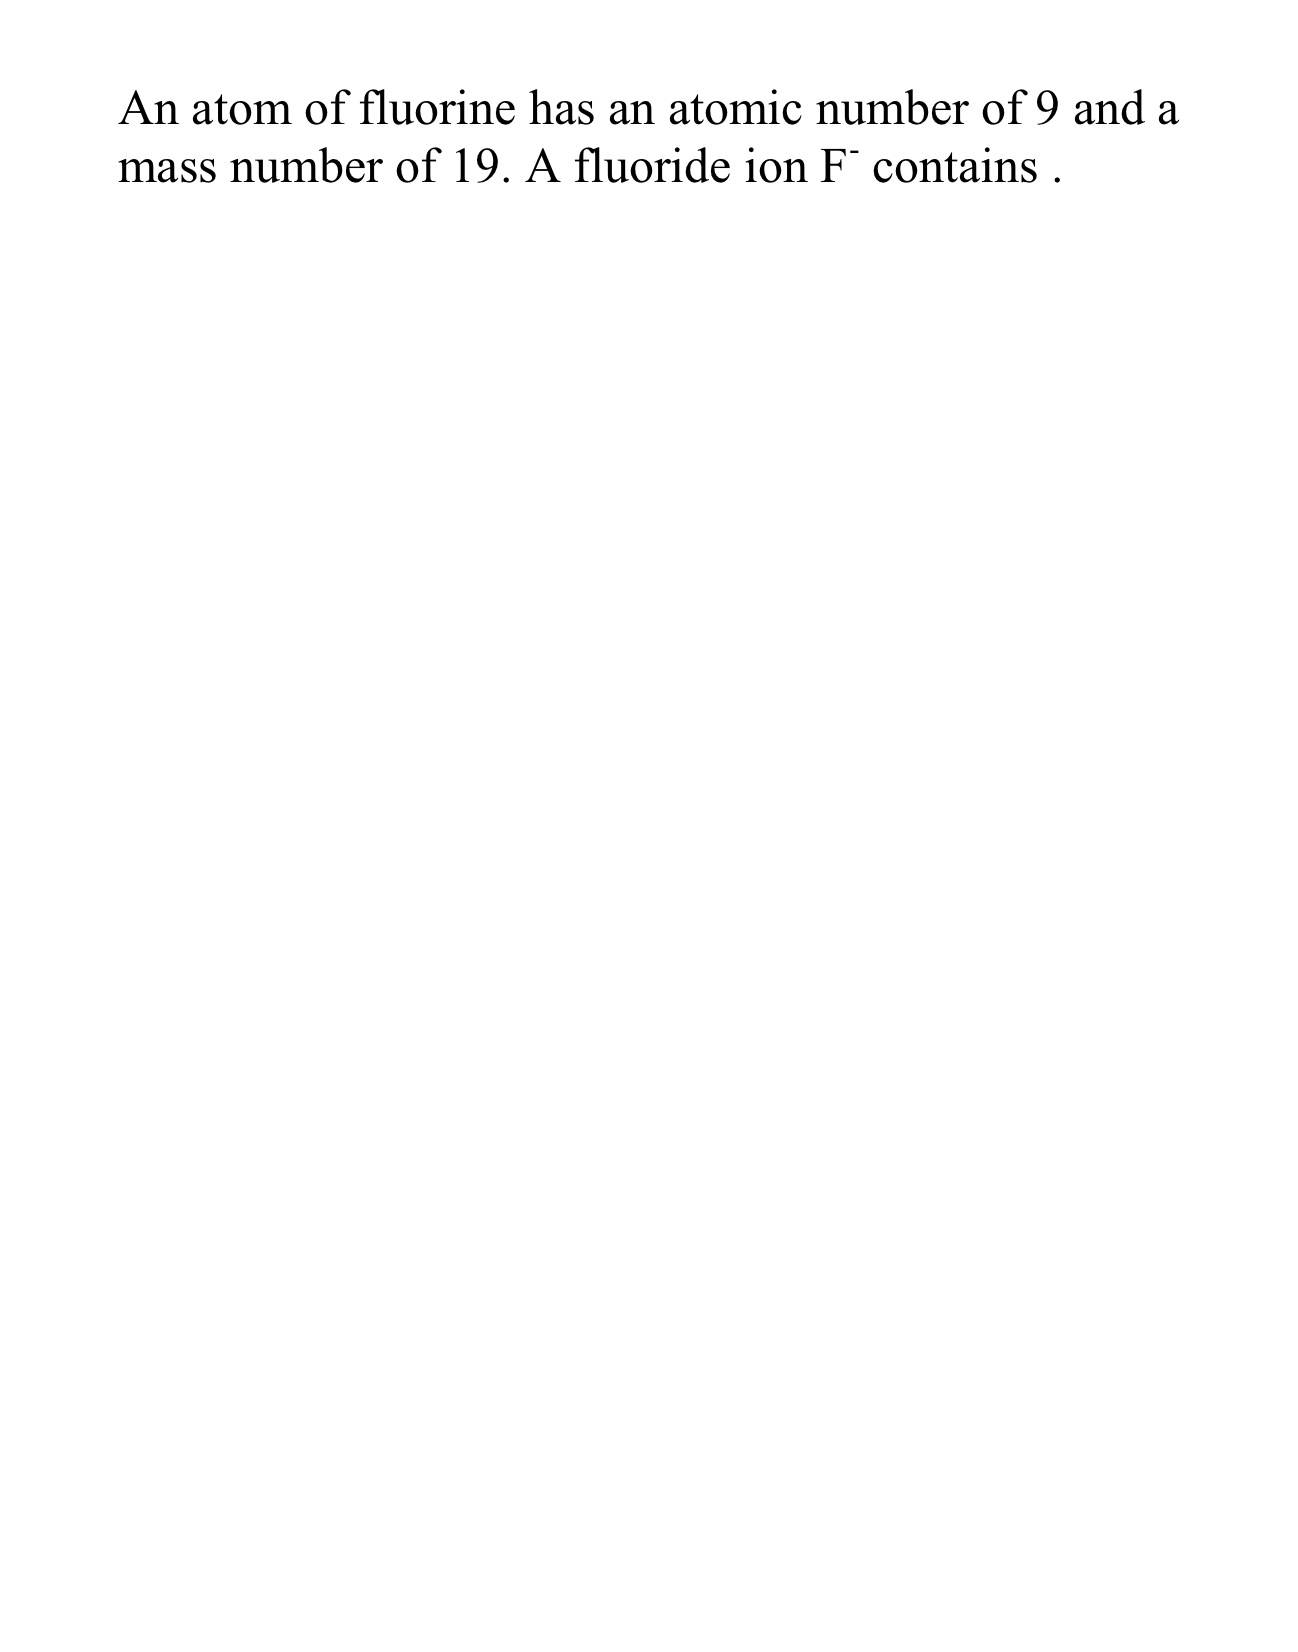 An atom of fluorine has an atomic number of 9 and a
mass number of 19. A fluoride ion F⁻ contains .